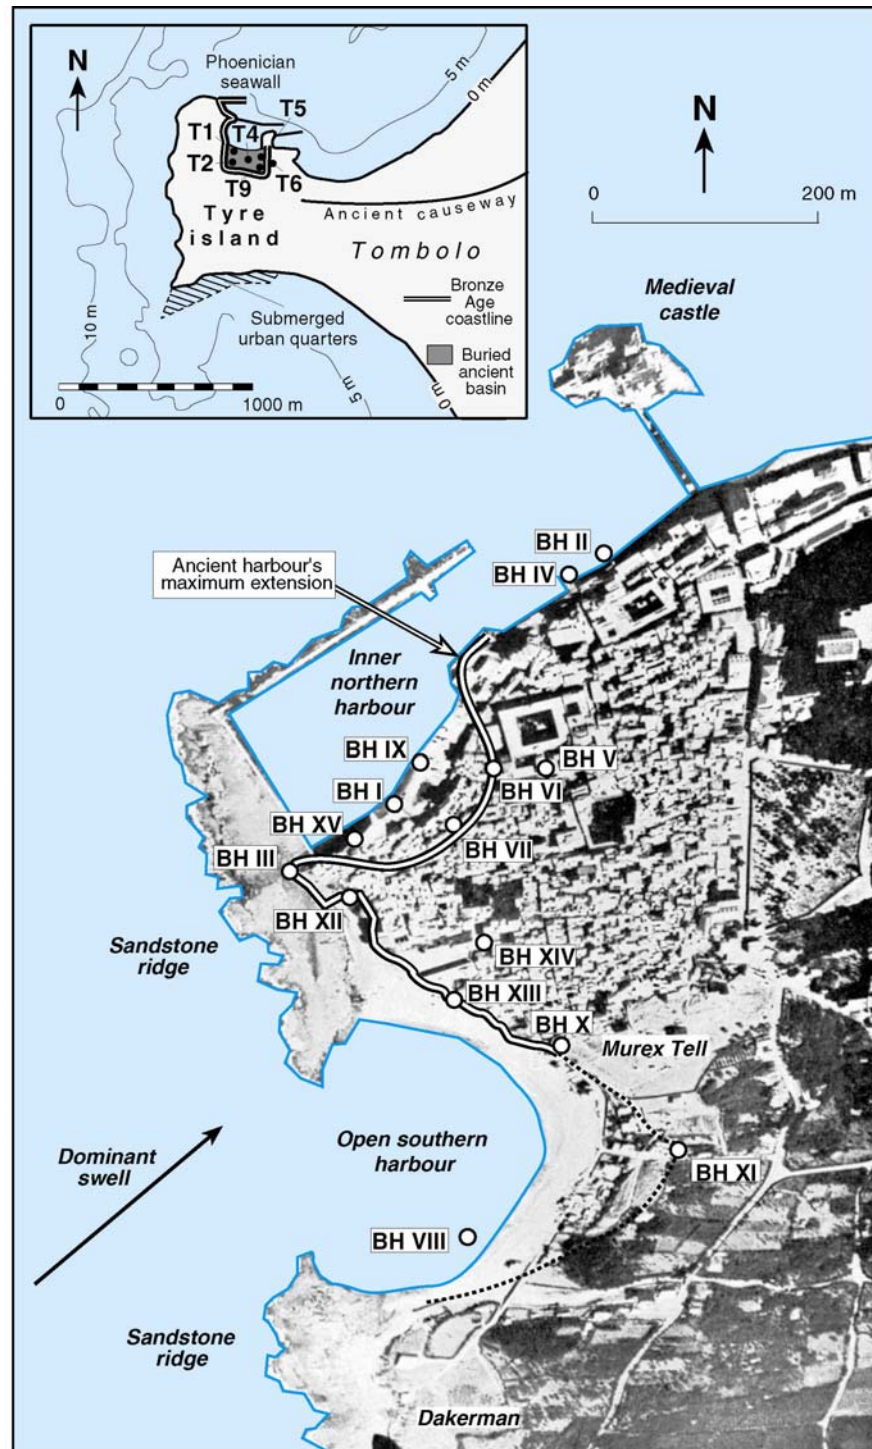 N
Phoenician
seawall
5 m
0 m
T5
T1
T4
T2
T9
T6
Tyre
island
Ancient causeway
Tombolo
Bronze
Age
coastline
Submerged
urban quarters
Buried
ancient
basin
10 m
5 m
0 m
0
1000 m
N
0
200 m
Medieval
castle
BH II
BH IV
Ancient harbour's
maximum extension
Inner
northern
harbour
BH IX
BH V
BH I
BH VI
BH XV
BH VII
BH III
BH XII
BH XIV
Sandstone
ridge
BH XIII
BH X
Murex Tell
Open southern
harbour
Dominant
swell
BH XI
BH VIII
Sandstone
ridge
Dakerman